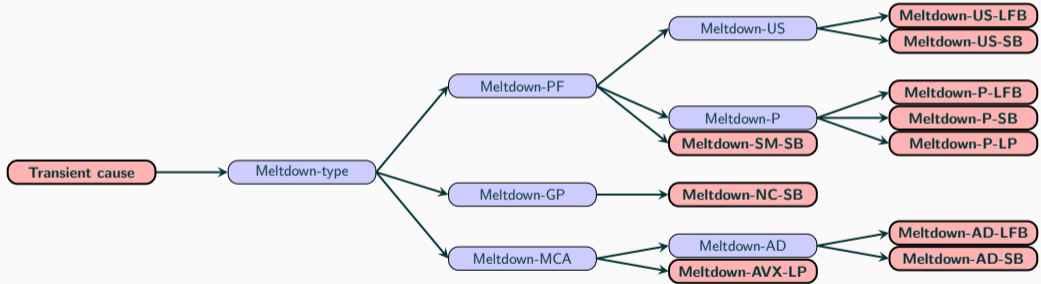 Transient cause
Meltdown-type
Meltdown-PF
Meltdown-US
Meltdown-US-LFB
Meltdown-US-SB
Meltdown-P
Meltdown-P-LFB
Meltdown-P-SB
Meltdown-P-LP
Meltdown-SM-SB
Meltdown-GP
Meltdown-NC-SB
Meltdown-MCA
Meltdown-AD
Meltdown-AD-LFB
Meltdown-AD-SB
Meltdown-AVX-LP